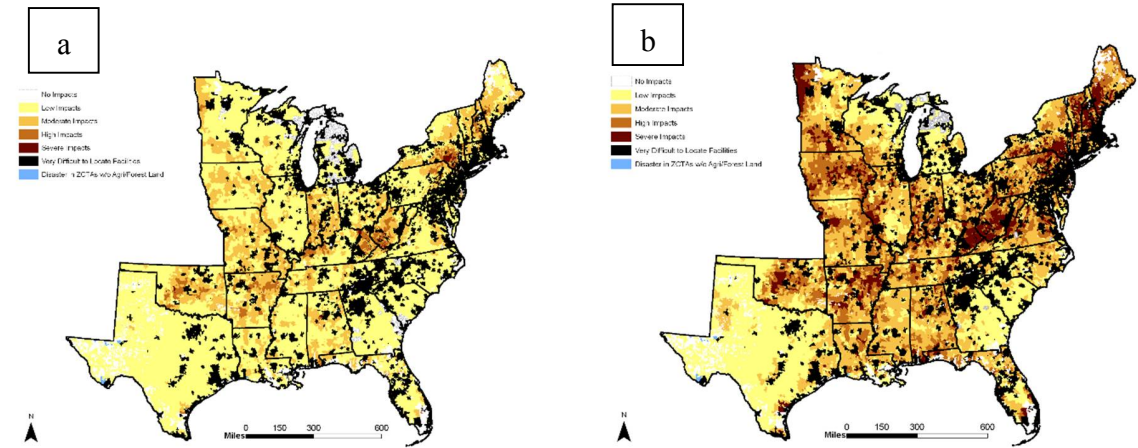 a
No Impacts
Low Impacts
Moderate Impacts
High Impacts
Severe Impacts
Very Difficult to Locate Facilities
Disaster in ZCTAs w/o Agri/Forest Land
N
Miles 0 150 300 600
b
No Impacts
Low Impacts
Moderate Impacts
High Impacts
Severe Impacts
Very Difficult to Locate Facilities
Disaster in ZCTAs w/o Agri/Forest Land
N
Miles 0 150 300 600